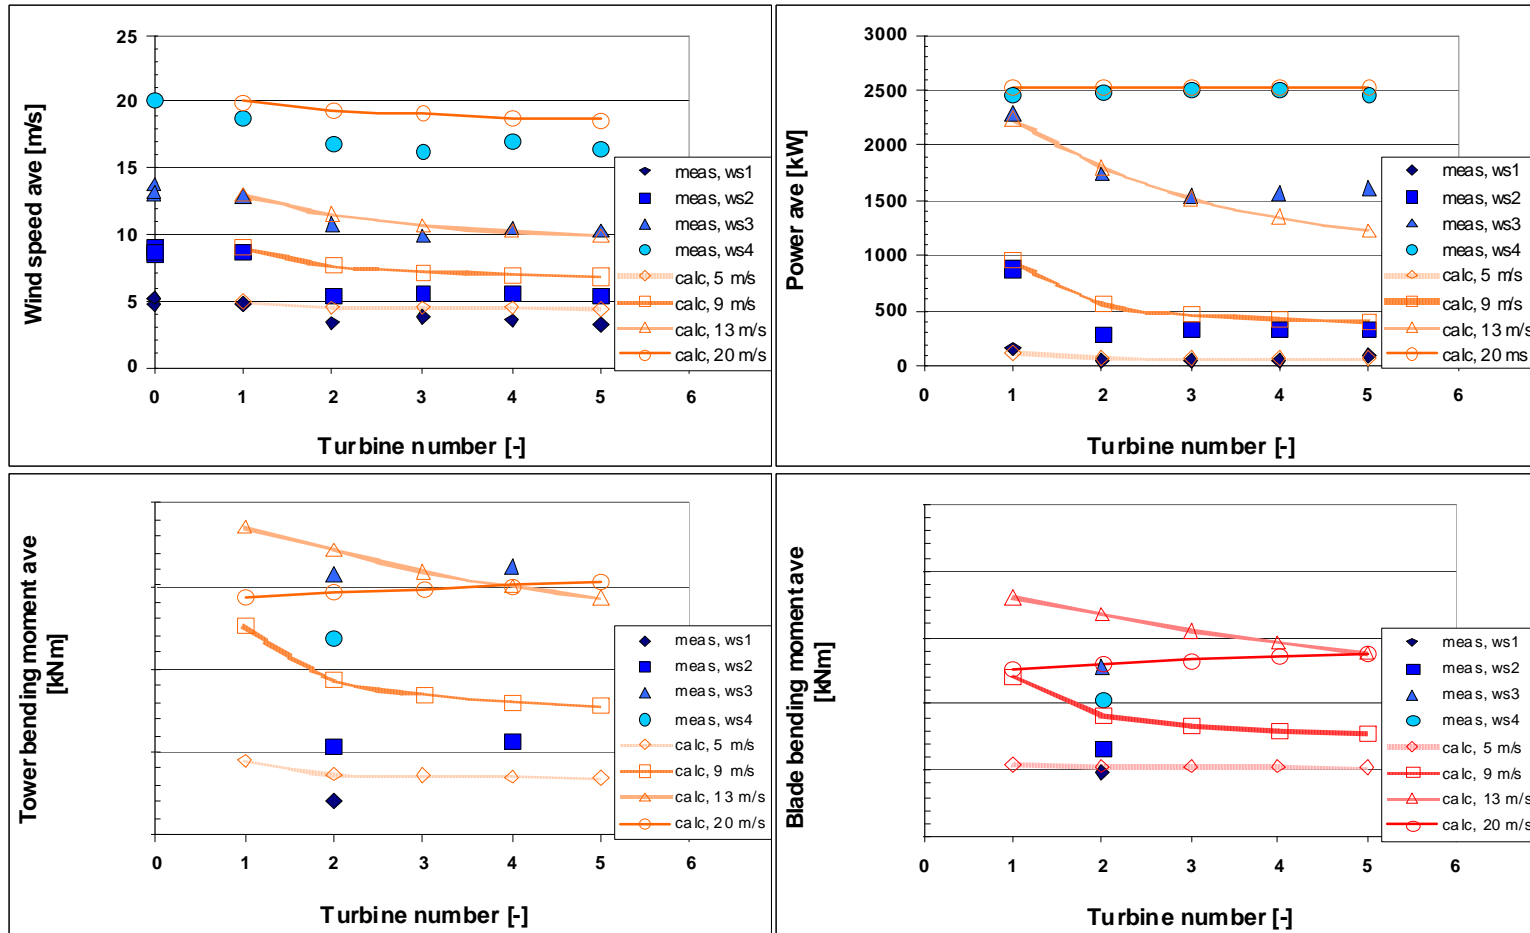 25
20
15
10
5
0
Wind speed ave [m/s]
0 1 2 3 4 5 6
Turbine number [-]
meas, ws1
meas, ws2
meas, ws3
meas, ws4
calc, 5 m/s
calc, 9 m/s
calc, 13 m/s
calc, 20 m/s
3000
2500
2000
1500
1000
500
0
Power ave [kW]
0 1 2 3 4 5 6
Turbine number [-]
meas, ws1
meas, ws2
meas, ws3
meas, ws4
calc, 5 m/s
calc, 9 m/s
calc, 13 m/s
calc, 20 ms
Tower bending moment ave
[kNm]
0 1 2 3 4 5 6
Turbine number [-]
meas, ws1
meas, ws2
meas, ws3
meas, ws4
calc, 5 m/s
calc, 9 m/s
calc, 13 m/s
calc, 20 m/s
Blade bending moment ave
[kNm]
0 1 2 3 4 5 6
Turbine number [-]
meas, ws1
meas, ws2
meas, ws3
meas, ws4
calc, 5 m/s
calc, 9 m/s
calc, 13 m/s
calc, 20 m/s